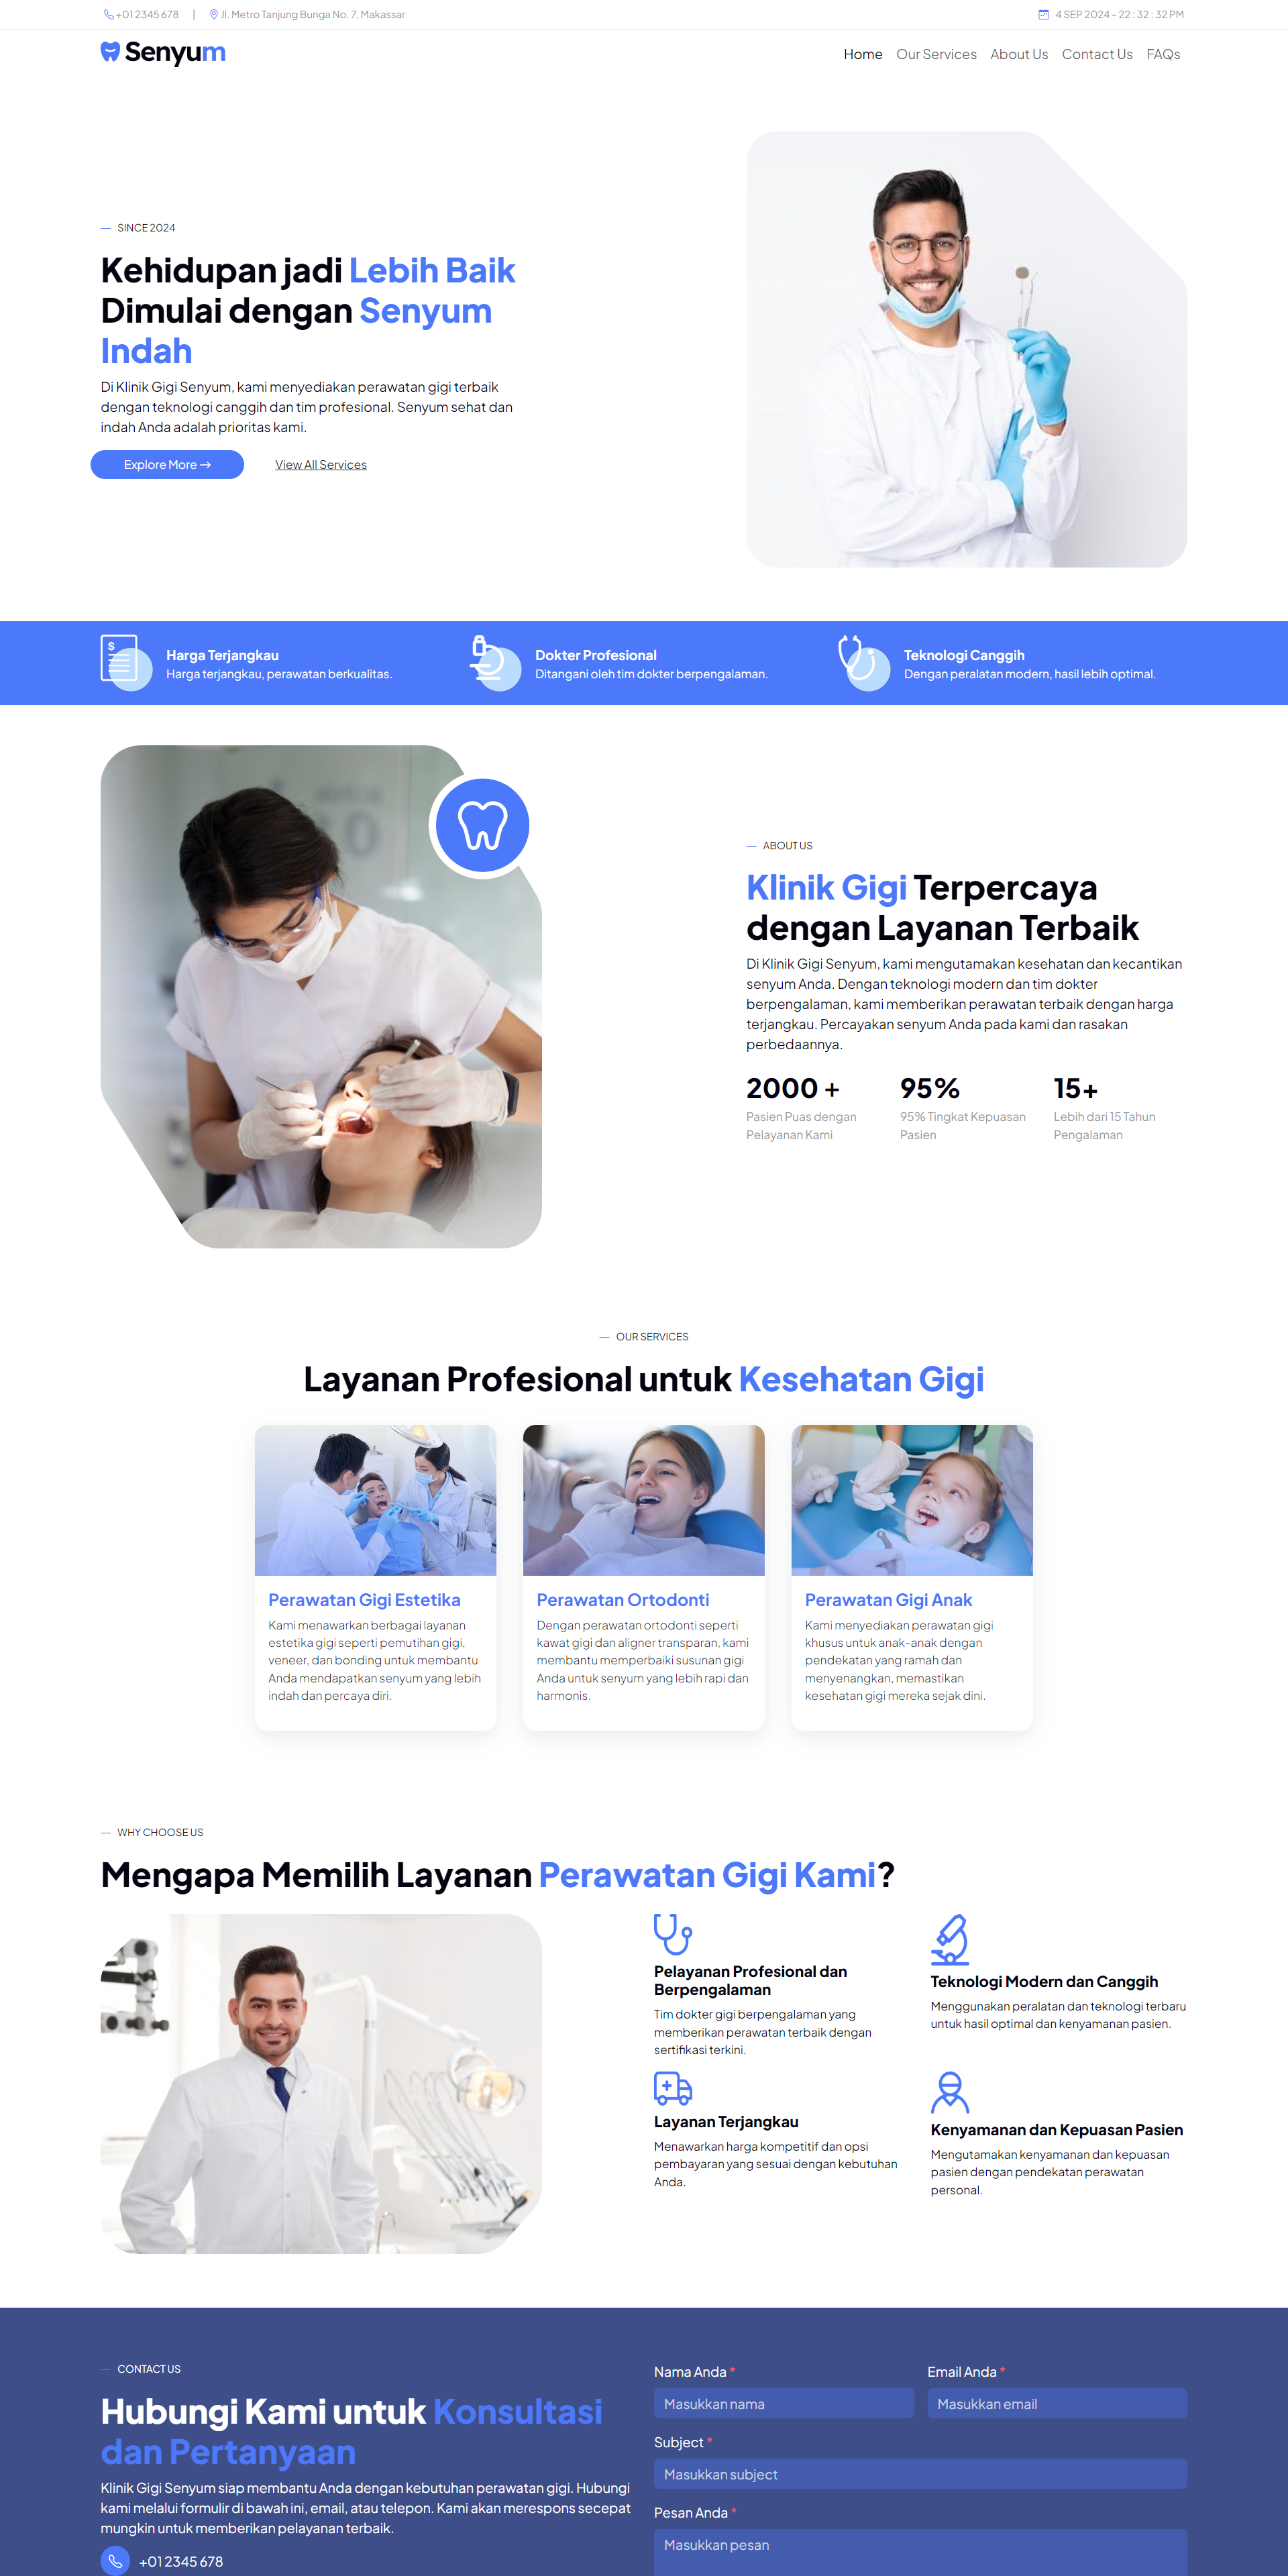 +01 2345 678 | Jl. Metro Tanjung Bunga No. 7, Makassar 4 SEP 2024 - 22 : 32 : 32 PM
Senyum
Home Our Services About Us Contact Us FAQs
— SINCE 2024
Kehidupan jadi Lebih Baik
Dimulai dengan Senyum
Indah
Di Klinik Gigi Senyum, kami menyediakan perawatan gigi terbaik
dengan teknologi canggih dan tim profesional. Senyum sehat dan
indah Anda adalah prioritas kami.
Explore More →
View All Services
$
Harga Terjangkau
Harga terjangkau, perawatan berkualitas.
Dokter Profesional
Ditangani oleh tim dokter berpengalaman.
Teknologi Canggih
Dengan peralatan modern, hasil lebih optimal.
— ABOUT US
Klinik Gigi Terpercaya
dengan Layanan Terbaik
Di Klinik Gigi Senyum, kami mengutamakan kesehatan dan kecantikan
senyum Anda. Dengan teknologi modern dan tim dokter
berpengalaman, kami memberikan perawatan terbaik dengan harga
terjangkau. Percayakan senyum Anda pada kami dan rasakan
perbedaannya.
2000 +
Pasien Puas dengan
Pelayanan Kami
95%
95% Tingkat Kepuasan
Pasien
15+
Lebih dari 15 Tahun
Pengalaman
— OUR SERVICES
Layanan Profesional untuk Kesehatan Gigi
Perawatan Gigi Estetika
Kami menawarkan berbagai layanan
estetika gigi seperti pemutihan gigi,
veneer, dan bonding untuk membantu
Anda mendapatkan senyum yang lebih
indah dan percaya diri.
Perawatan Ortodonti
Dengan perawatan ortodonti seperti
kawat gigi dan aligner transparan, kami
membantu memperbaiki susunan gigi
Anda untuk senyum yang lebih rapi dan
harmonis.
Perawatan Gigi Anak
Kami menyediakan perawatan gigi
khusus untuk anak-anak dengan
pendekatan yang ramah dan
menyenangkan, memastikan
kesehatan gigi mereka sejak dini.
— WHY CHOOSE US
Mengapa Memilih Layanan Perawatan Gigi Kami?
Pelayanan Profesional dan
Berpengalaman
Tim dokter gigi berpengalaman yang
memberikan perawatan terbaik dengan
sertifikasi terkini.
Teknologi Modern dan Canggih
Menggunakan peralatan dan teknologi terbaru
untuk hasil optimal dan kenyamanan pasien.
Layanan Terjangkau
Menawarkan harga kompetitif dan opsi
pembayaran yang sesuai dengan kebutuhan
Anda.
Kenyamanan dan Kepuasan Pasien
Mengutamakan kenyamanan dan kepuasan
pasien dengan pendekatan perawatan
personal.
— CONTACT US
Hubungi Kami untuk Konsultasi
dan Pertanyaan
Klinik Gigi Senyum siap membantu Anda dengan kebutuhan perawatan gigi. Hubungi
kami melalui formulir di bawah ini, email, atau telepon. Kami akan merespons secepat
mungkin untuk memberikan pelayanan terbaik.
+01 2345 678
Nama Anda *
Masukkan nama
Email Anda *
Masukkan email
Subject *
Masukkan subject
Pesan Anda *
Masukkan pesan